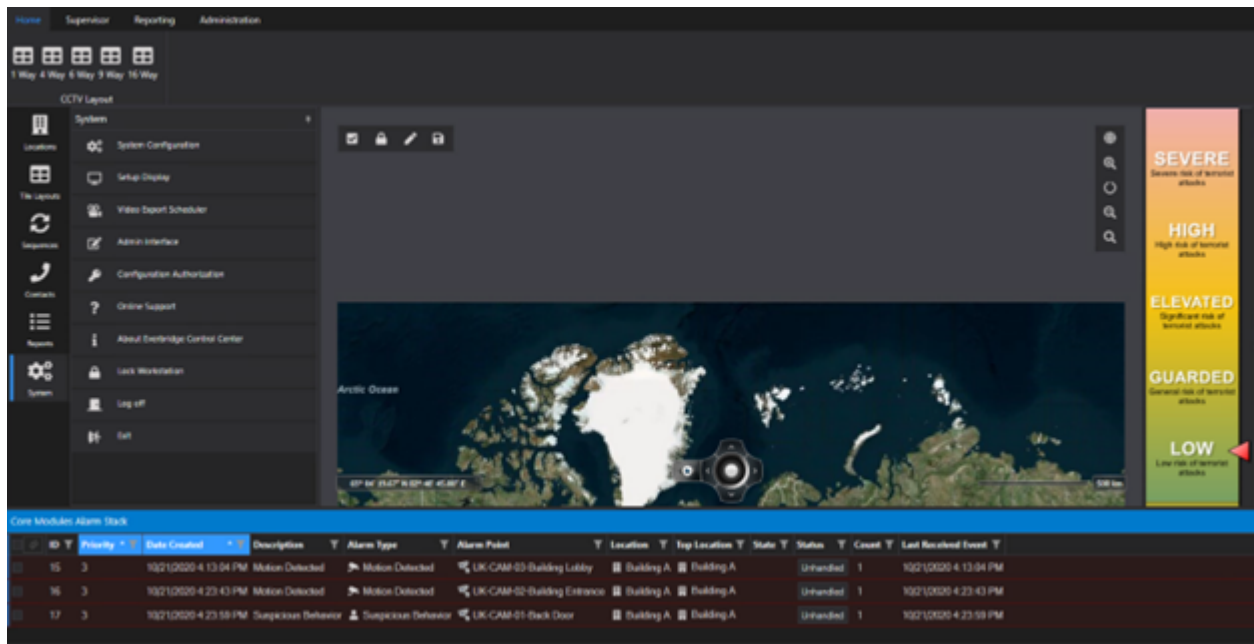 Home Supervisor Reporting Administration
1 Way 4 Way 6 Way 9 Way 16 Way
CCTV Layout
Locations
Tile Layouts
Sequences
Contacts
Reports
System
System
System Configuration
Setup Display
Video Export Scheduler
Admin Interface
Configuration Authorization
Online Support
About Everbridge Control Center
Lock Workstation
Log off
Exit
Arctic Ocean
500 km
SEVERE
Severe risk of terrorist
attacks
HIGH
High risk of terrorist
attacks
ELEVATED
Significant risk of
terrorist attacks
GUARDED
General risk of terrorist
attacks
LOW
Low risk of terrorist
attacks
Core Modules Alarm Stack
ID Priority Date Created Description Alarm Type Alarm Point Location Top Location State Status Count Last Received Event
15 3 10/21/2020 4:13:04 PM Motion Detected Motion Detected UK-CAM-03-Building Lobby Building A Building A Unhandled 1 10/21/2020 4:13:04 PM
16 3 10/21/2020 4:23:43 PM Motion Detected Motion Detected UK-CAM-02-Building Entrance Building A Building A Unhandled 1 10/21/2020 4:23:43 PM
17 3 10/21/2020 4:23:59 PM Suspicious Behavior Suspicious Behavior UK-CAM-01-Back Door Building A Building A Unhandled 1 10/21/2020 4:23:59 PM